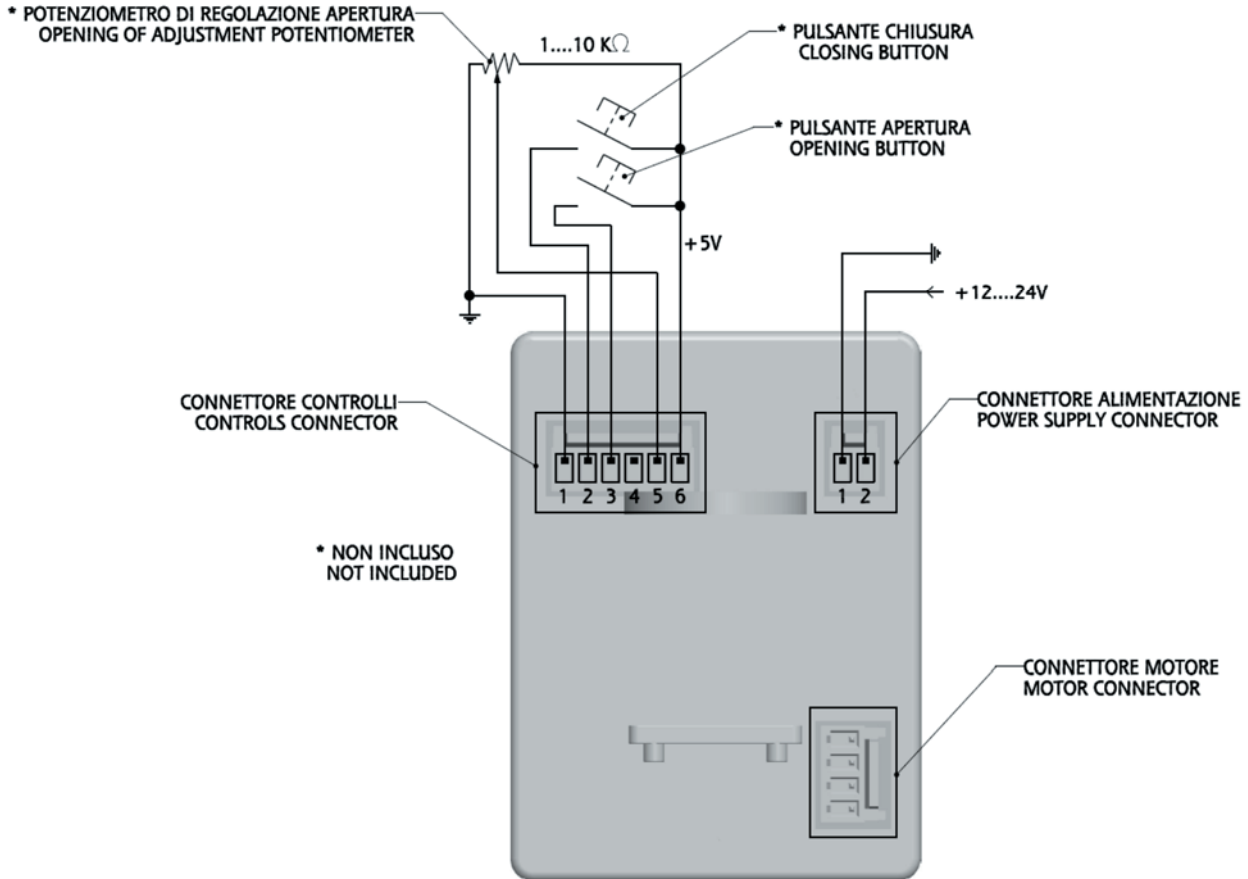 * POTENZIOMETRO DI REGOLAZIONE APERTURA
OPENING OF ADJUSTMENT POTENTIOMETER
1....10 KΩ
* PULSANTE CHIUSURA
CLOSING BUTTON
* PULSANTE APERTURA
OPENING BUTTON
+5V
+12....24V
CONNETTORE CONTROLLI
CONTROLS CONNECTOR
CONNETTORE ALIMENTAZIONE
POWER SUPPLY CONNECTOR
1 2 3 4 5 6
1 2
* NON INCLUSO
NOT INCLUDED
CONNETTORE MOTORE
MOTOR CONNECTOR